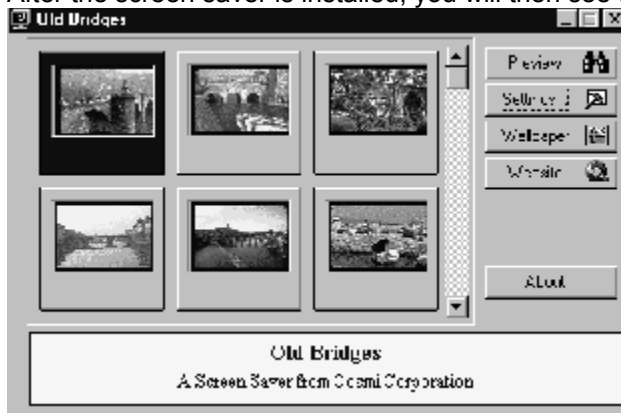 After the screen saver is installed, you will then see
Old Bridges
Preview
Settings
Wallpaper
Website
About
Old Bridges
A Screen Saver from Cosmi Corporation